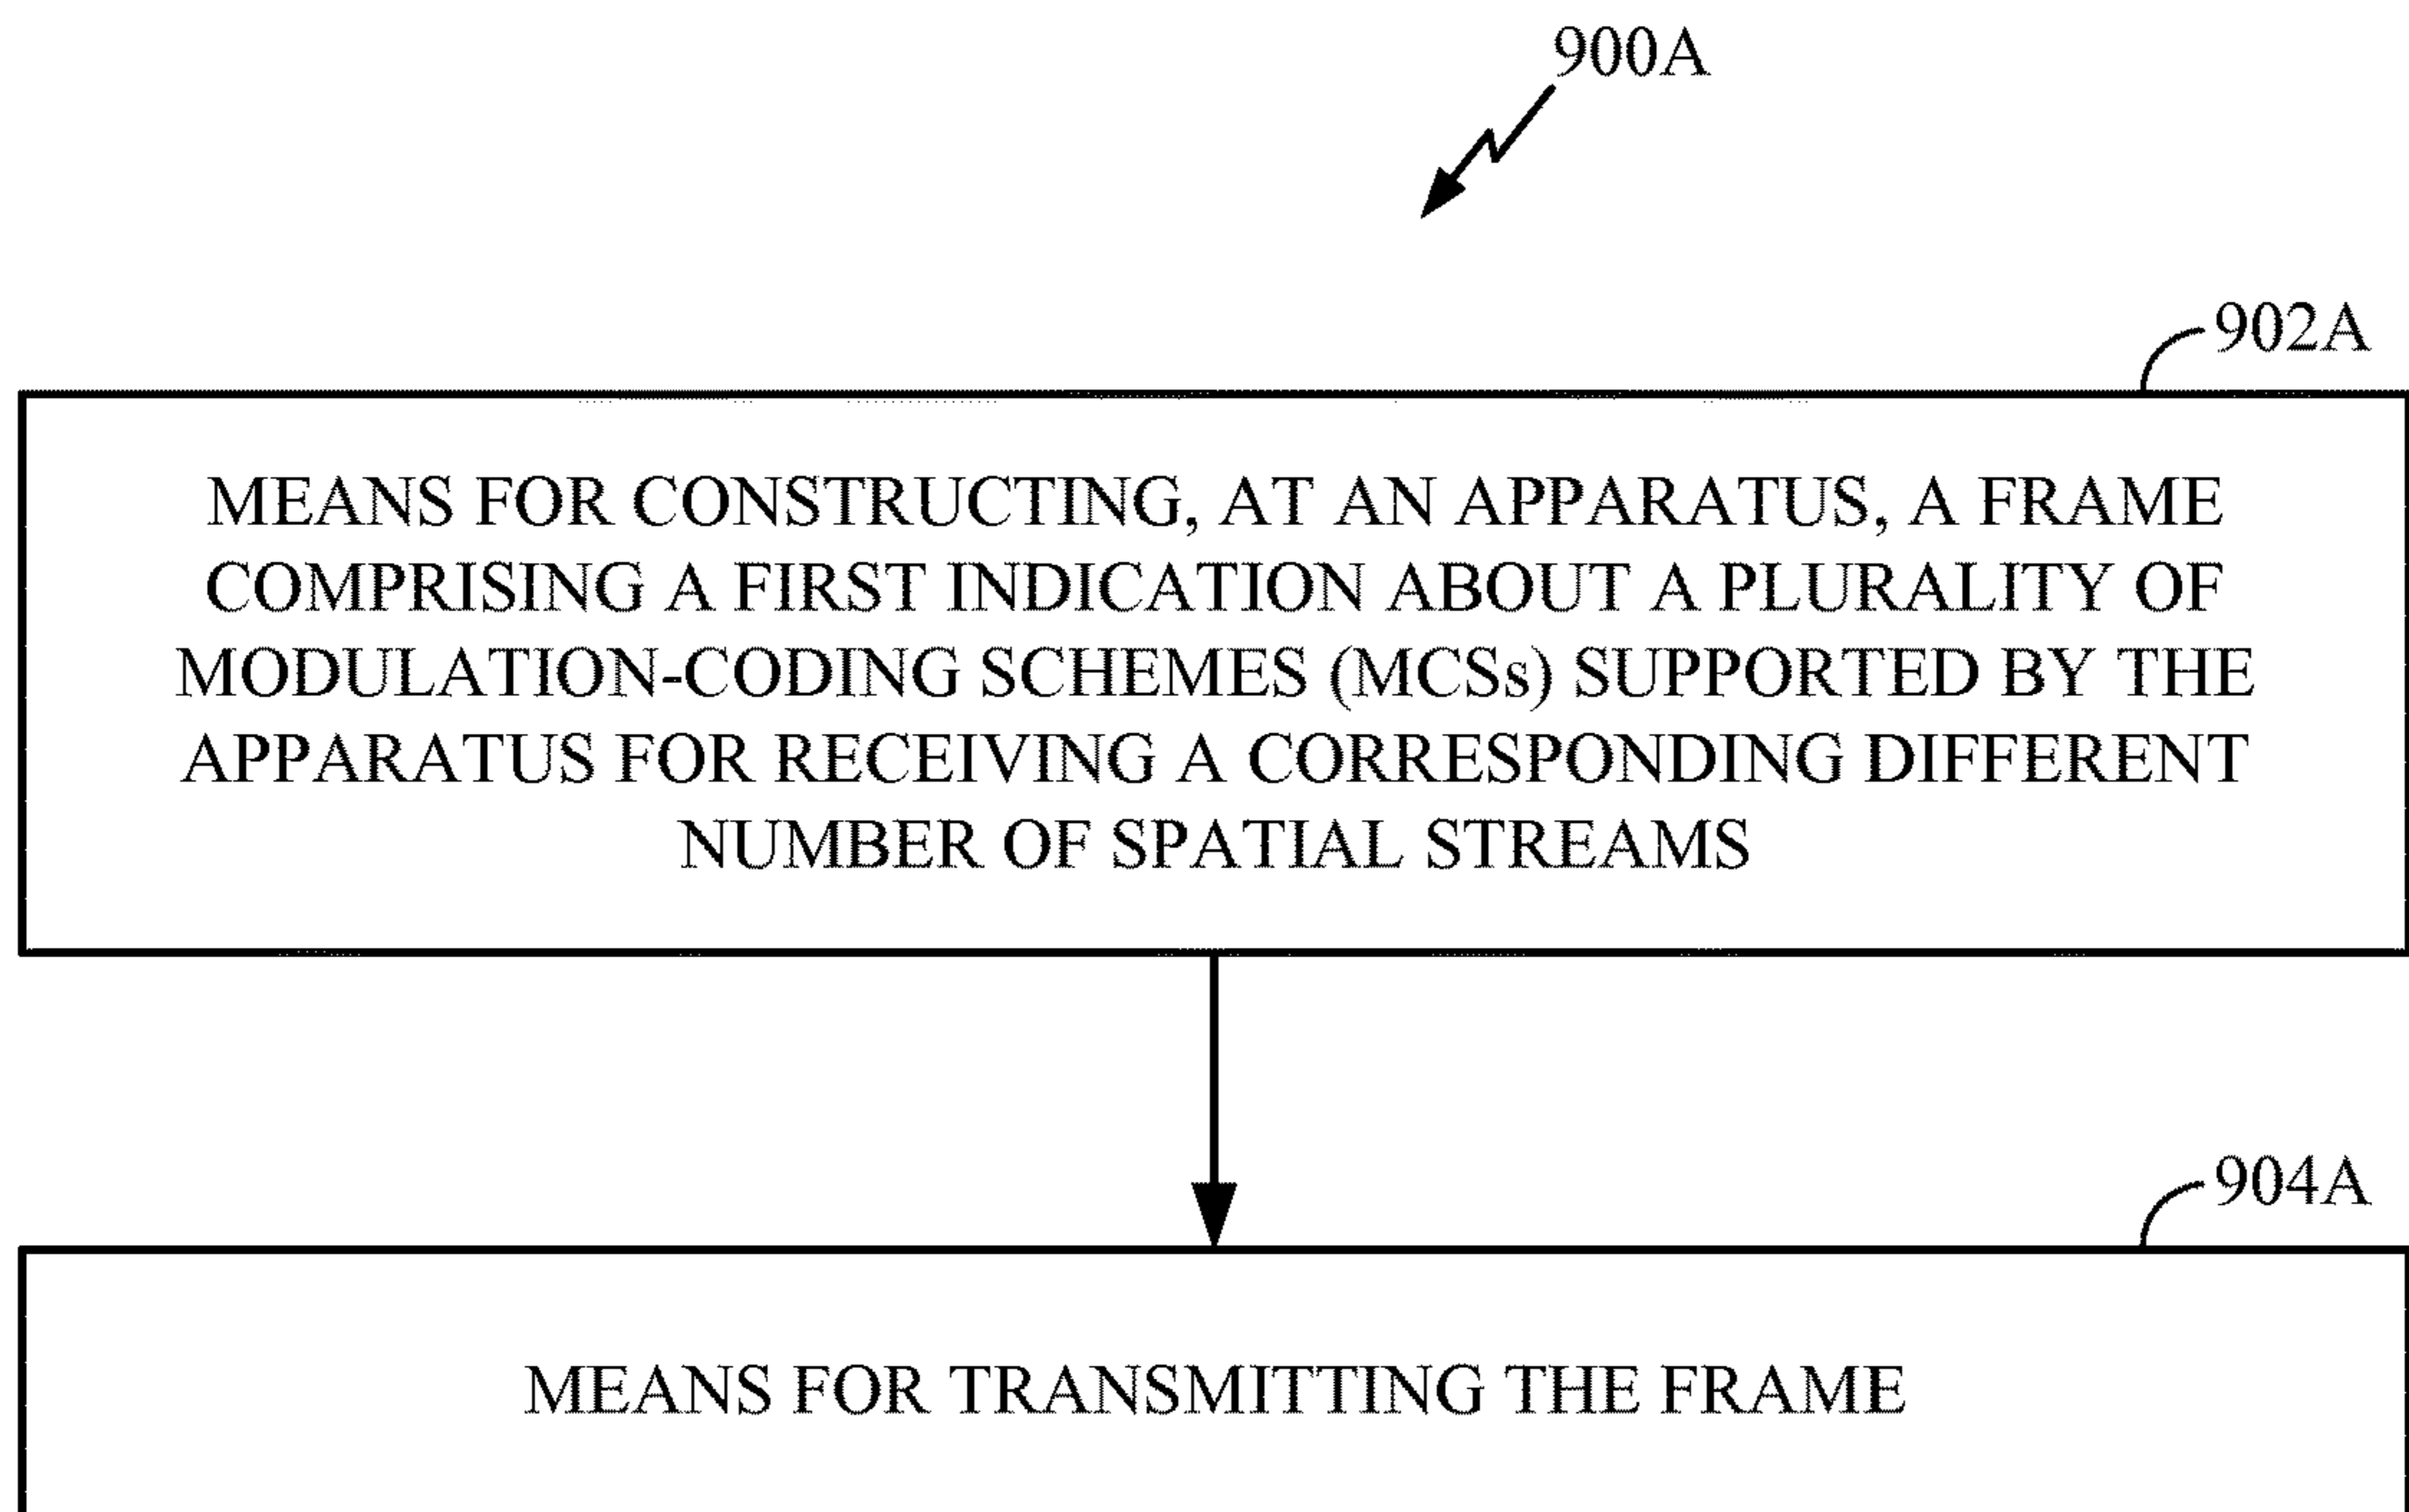 900A
902A
MEANS FOR CONSTRUCTING, AT AN APPARATUS, A FRAME
COMPRISING A FIRST INDICATION ABOUT A PLURALITY OF
MODULATION-CODING SCHEMES (MCSs) SUPPORTED BY THE
APPARATUS FOR RECEIVING A CORRESPONDING DIFFERENT
NUMBER OF SPATIAL STREAMS
904A
MEANS FOR TRANSMITTING THE FRAME